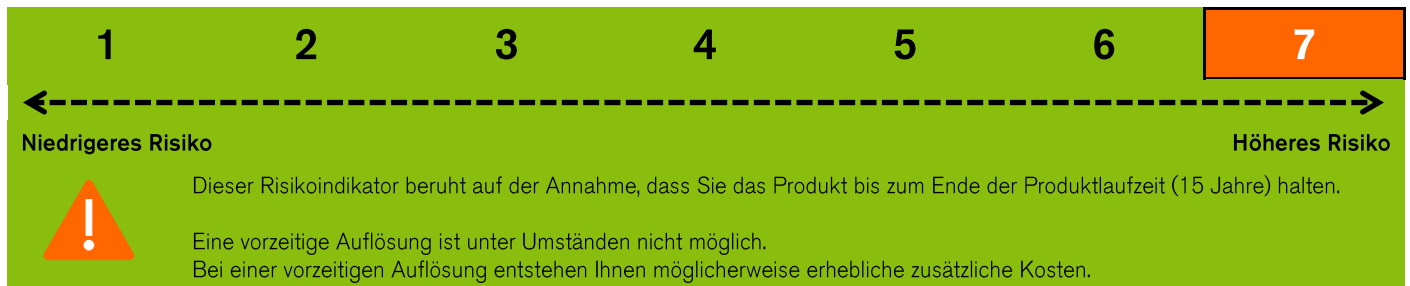 1 2 3 4 5 6 7
Niedrigeres Risiko Höheres Risiko
Dieser Risikoindikator beruht auf der Annahme, dass Sie das Produkt bis zum Ende der Produktlaufzeit (15 Jahre) halten.
Eine vorzeitige Auflösung ist unter Umständen nicht möglich.
Bei einer vorzeitigen Auflösung entstehen Ihnen möglicherweise erhebliche zusätzliche Kosten.